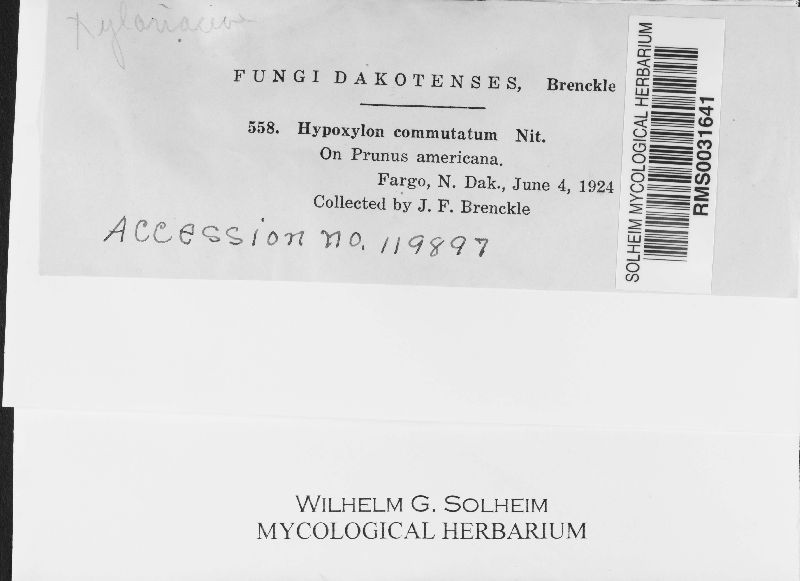 Xylariaceae
FUNGI DAKOTENSES, Brenckle
558. Hypoxylon commutatum Nit.
On Prunus americana.
Fargo, N. Dak., June 4, 1924
Collected by J. F. Brenckle
Accession no. 119897
SOLHEIM MYCOLOGICAL HERBARIUM
RMS0031641
WILHELM G. SOLHEIM
MYCOLOGICAL HERBARIUM